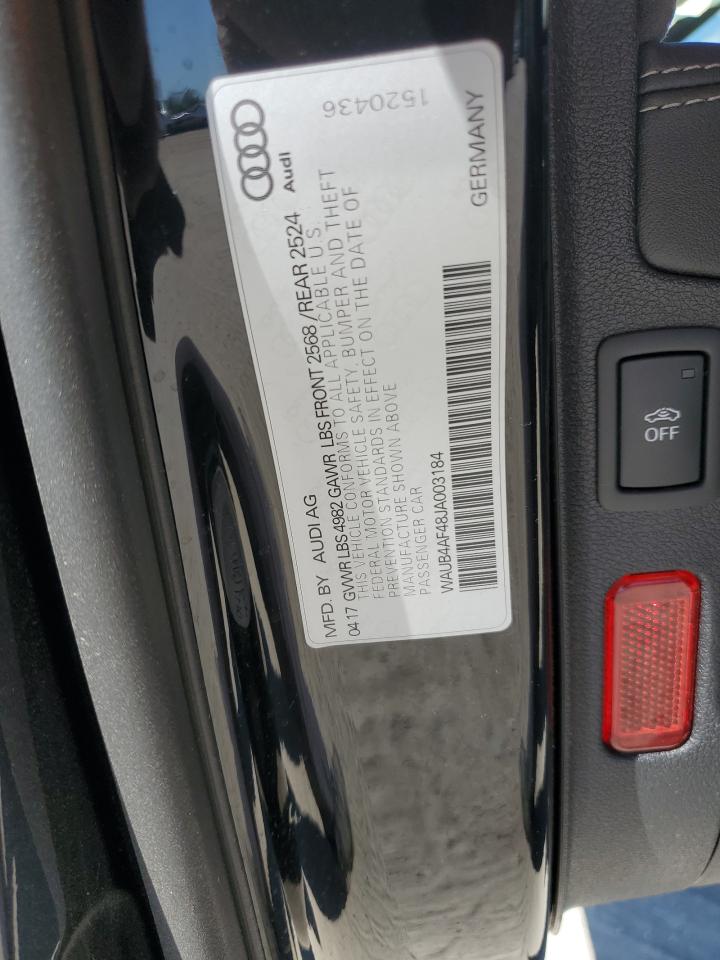 MFD. BY AUDI AG
Audi
04 17 GVWR LBS 4982 GAWR LBS FRONT 2568 / REAR 2524
THIS VEHICLE CONFORMS TO ALL APPLICABLE U.S.
FEDERAL MOTOR VEHICLE SAFETY, BUMPER AND THEFT
PREVENTION STANDARDS IN EFFECT ON THE DATE OF
MANUFACTURE SHOWN ABOVE
PASSENGER CAR
1520436
WAUB4AF48JA003184
GERMANY
OFF